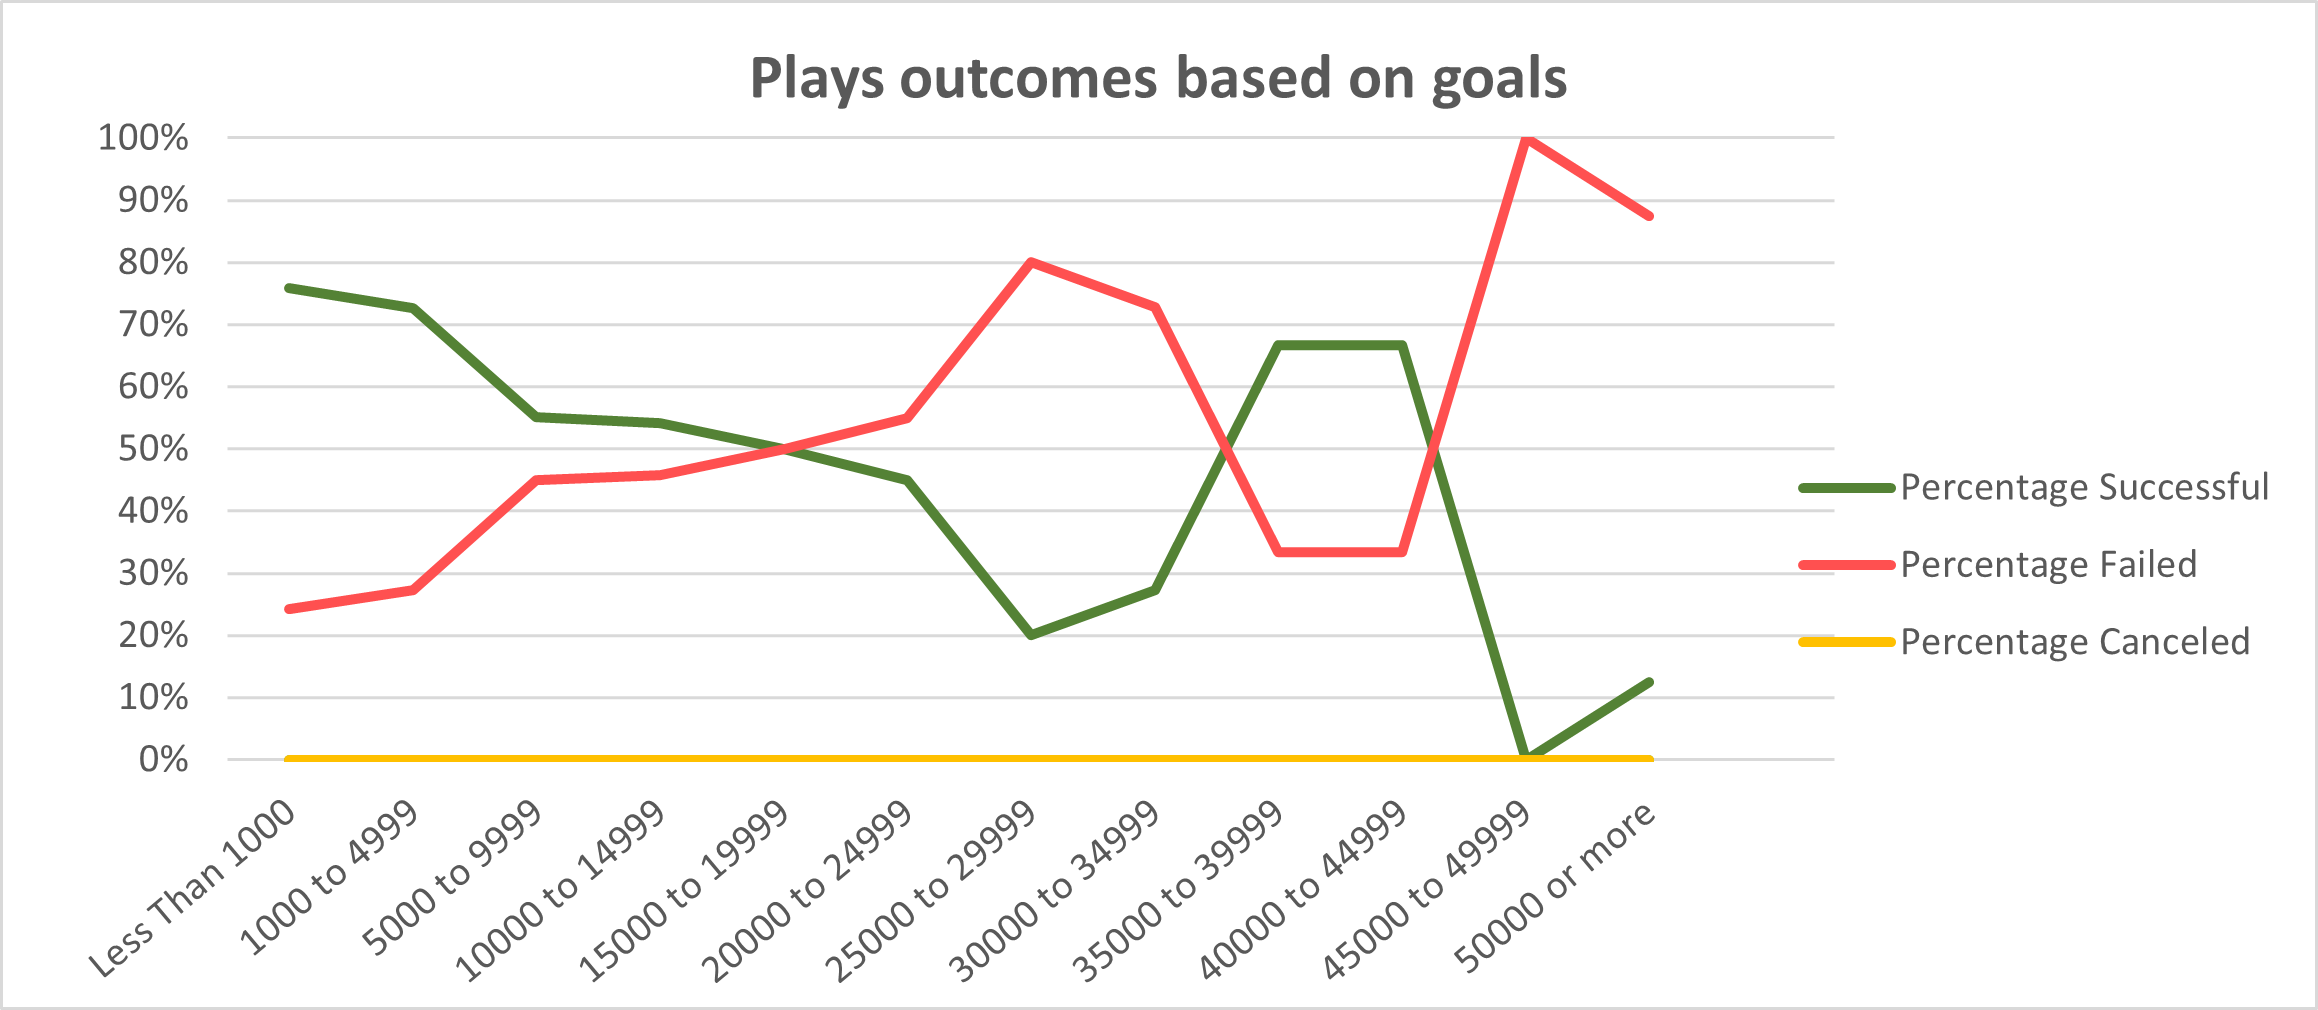 Plays outcomes based on goals
100%
90%
80%
70%
60%
50%
40%
30%
20%
10%
0%
Less Than 1000
1000 to 4999
5000 to 9999
10000 to 14999
15000 to 19999
20000 to 24999
25000 to 29999
30000 to 34999
35000 to 39999
40000 to 44999
45000 to 49999
50000 or more
Percentage Successful
Percentage Failed
Percentage Canceled